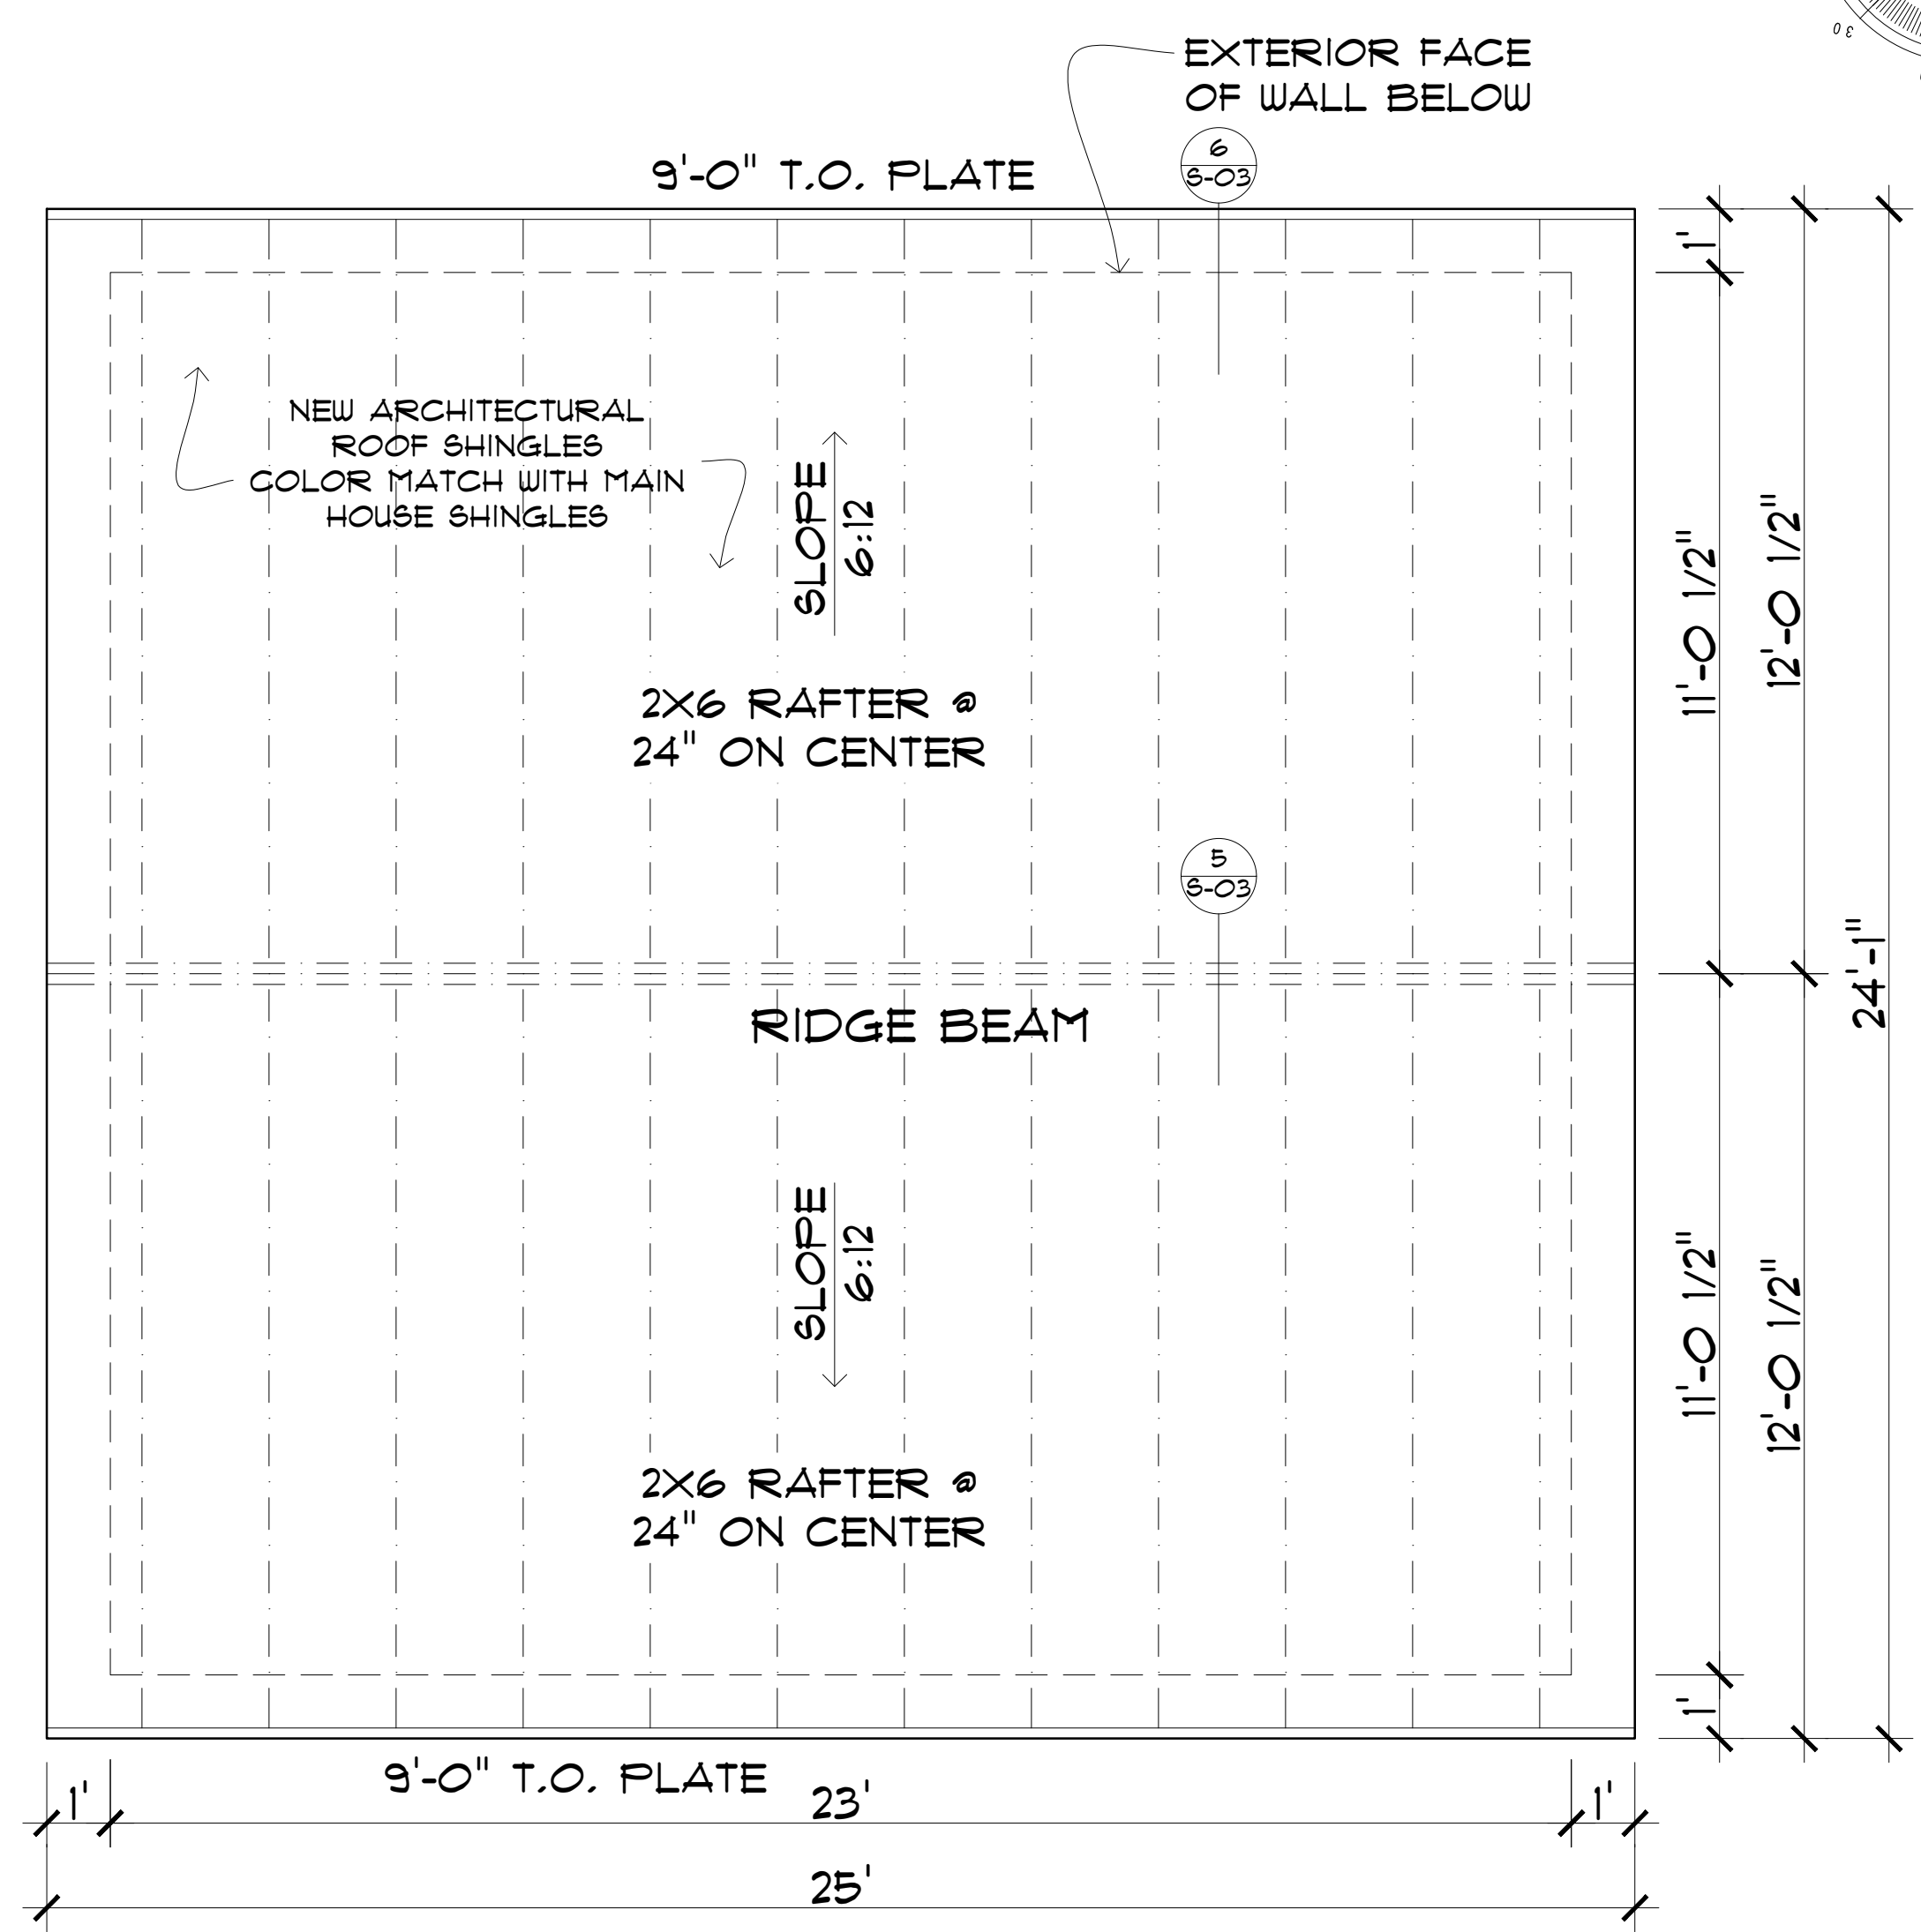 30
EXTERIOR FACE
OF WALL BELOW
6
S-03
9'-0" T.O. PLATE
1'
NEW ARCHITECTURAL
ROOF SHINGLES
COLOR MATCH WITH MAIN
HOUSE SHINGLES
SLOPE
6:12
11'-0 1/2"
12'-0 1/2"
2X6 RAFTER @
24" ON CENTER
5
S-03
24'-1"
RIDGE BEAM
SLOPE
6:12
11'-0 1/2"
12'-0 1/2"
2X6 RAFTER @
24" ON CENTER
1'
9'-0" T.O. PLATE
1'
23'
1'
25'